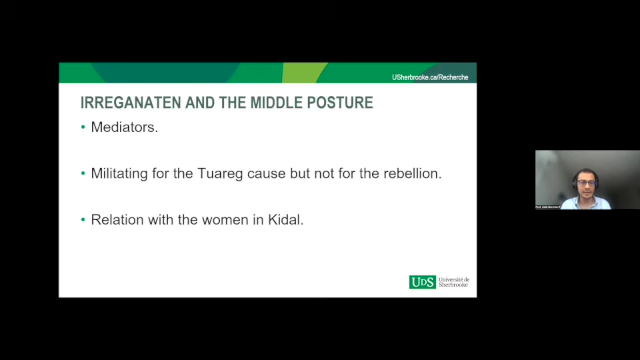 USherbrooke.ca/Recherche
IRREGANATEN AND THE MIDDLE POSTURE
• Mediators.
• Militating for the Tuareg cause but not for the rebellion.
• Relation with the women in Kidal.
UDS Université de
Sherbrooke